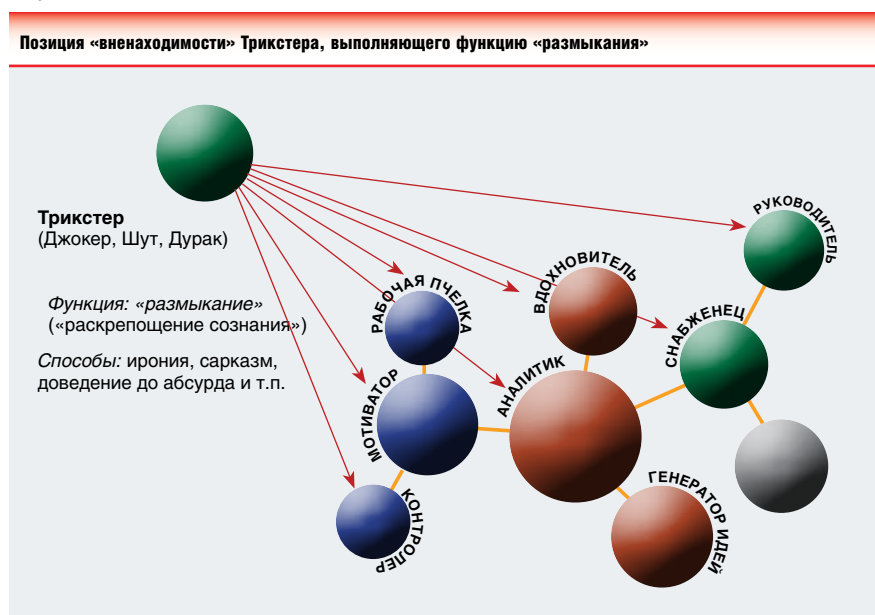 Позиция «вненаходимости» Трикстера, выполняющего функцию «размыкания»
Трикстер
(Джокер, Шут, Дурак)
Функция: «размыкание»
(«раскрепощение сознания»)
Способы: ирония, сарказм,
доведение до абсурда и т.п.
РУКОВОДИТЕЛЬ
ВДОХНОВИТЕЛЬ
РАБОЧАЯ ПЧЕЛКА
СНАБЖЕНЕЦ
АНАЛИТИК
МОТИВАТОР
ГЕНЕРАТОР ИДЕЙ
КОНТРОЛЕР